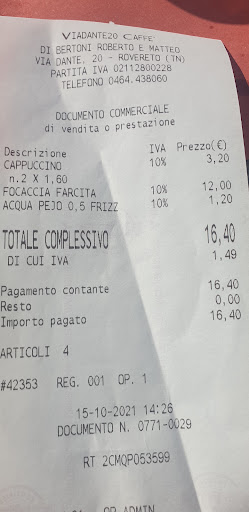 VIADANTE20 CAFFE'
DI BERTONI ROBERTO E MATTEO
VIA DANTE, 20 - ROVERETO (TN)
PARTITA IVA 02112800228
TELEFONO 0464.438060
DOCUMENTO COMMERCIALE
di vendita o prestazione
Descrizione IVA Prezzo(€)
CAPPUCCINO 10% 3,20
n.2 X 1,60
FOCACCIA FARCITA 10% 12,00
ACQUA PEJO 0,5 FRIZZ 10% 1,20
TOTALE COMPLESSIVO 16,40
DI CUI IVA 1,49
Pagamento contante 16,40
Resto 0,00
Importo pagato 16,40
ARTICOLI 4
#42353 REG. 001 OP. 1
15-10-2021 14:26
DOCUMENTO N. 0771-0029
RT 2CMQP053599
OP ADMIN